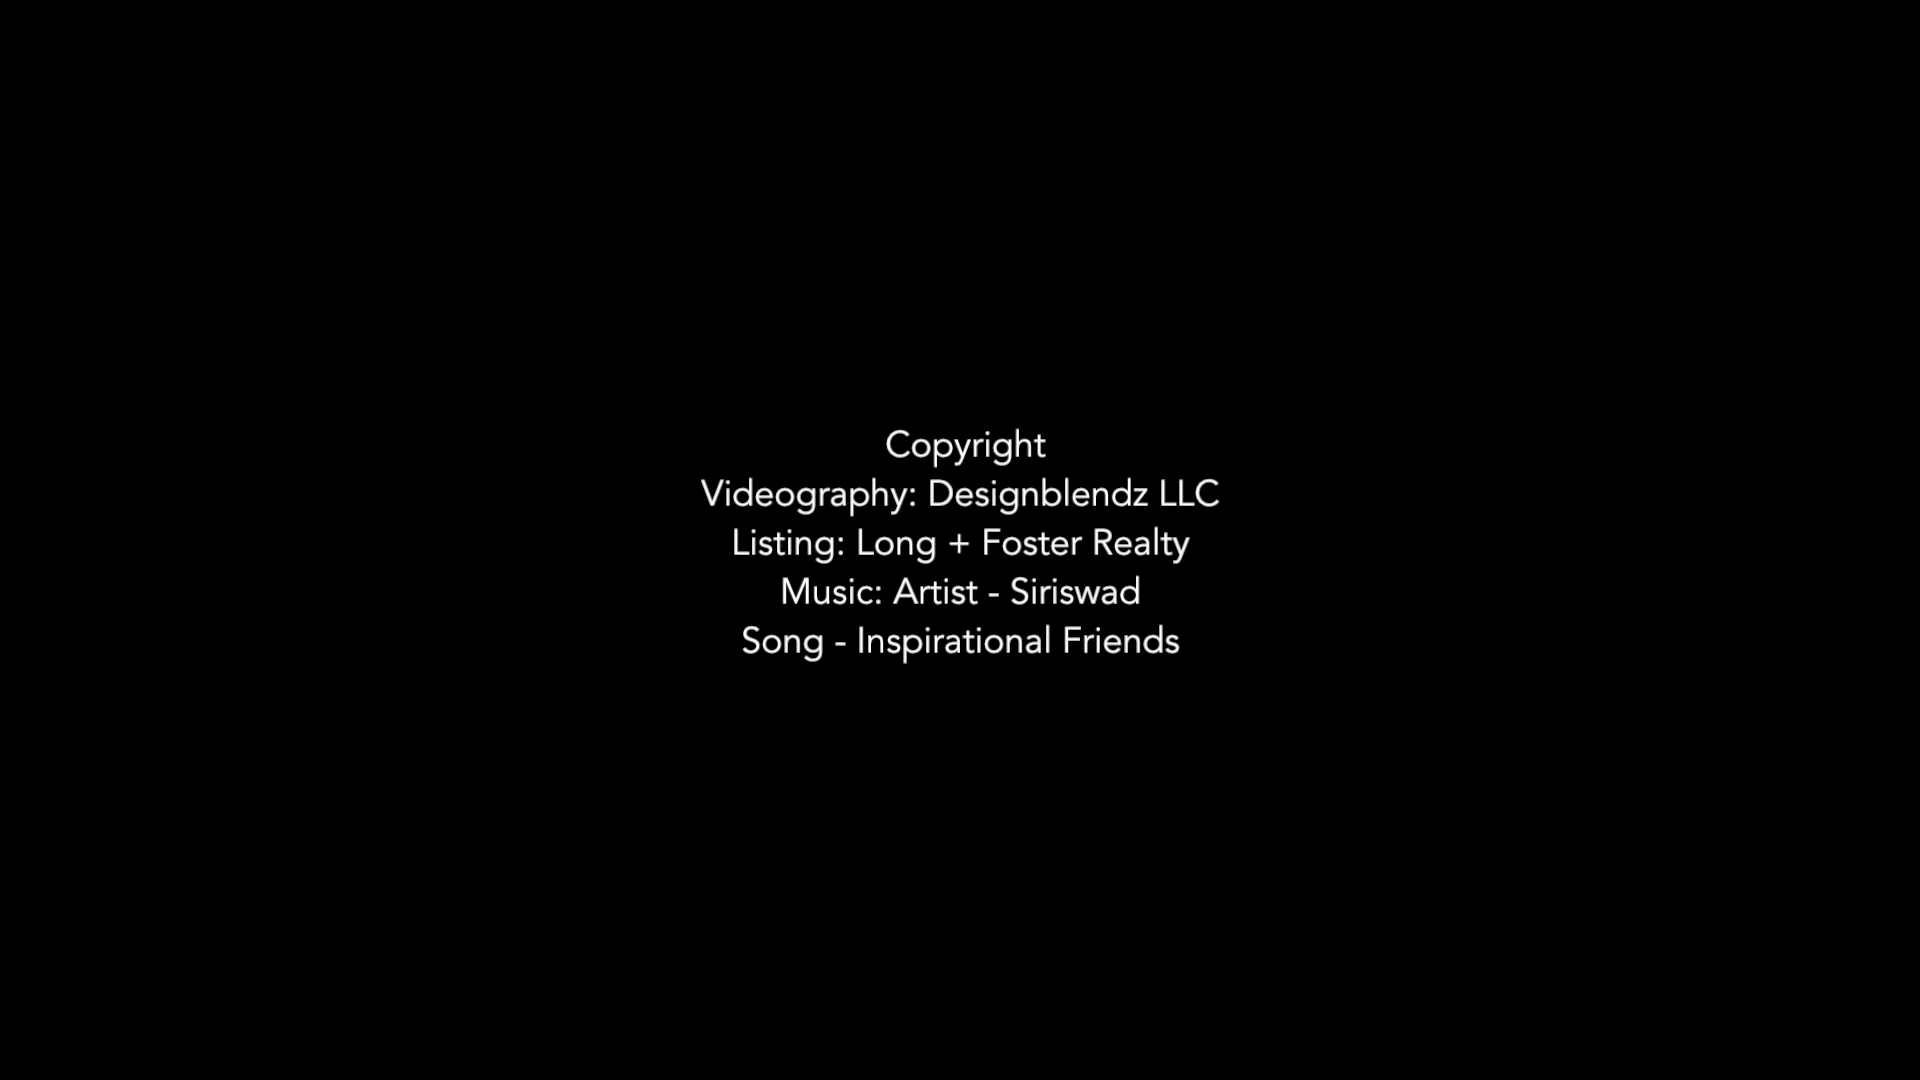 Copyright
Videography: Designblendz LLC
Listing: Long + Foster Realty
Music: Artist - Siriswad
Song - Inspirational Friends